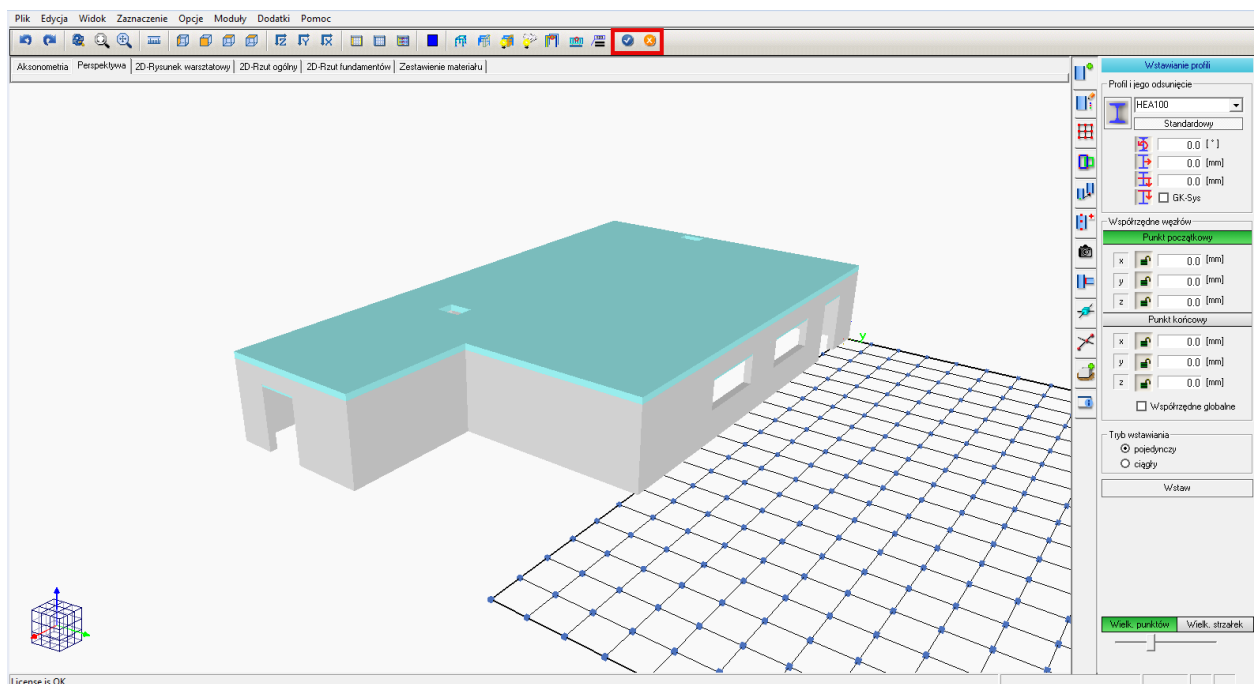 Plik Edycja Widok Zaznaczenie Opcje Moduły Dodatki Pomoc
Aksonometria Perspektywa 2D-Rysunek warsztatowy 2D-Rzut ogólny 2D-Rzut fundamentów Zestawienie materiału
Wstawianie profili
Profil i jego odsunięcie
HEA100
Standardowy
0.0 [°]
0.0 [mm]
0.0 [mm]
GK-Sys
Współrzędne węzłów
Punkt początkowy
x 0.0 [mm]
y 0.0 [mm]
z 0.0 [mm]
Punkt końcowy
x 0.0 [mm]
y 0.0 [mm]
z 0.0 [mm]
Współrzędne globalne
Tryb wstawiania
pojedynczy
ciągły
Wstaw
y
Wielk. punktów Wielk. strzałek
License is OK